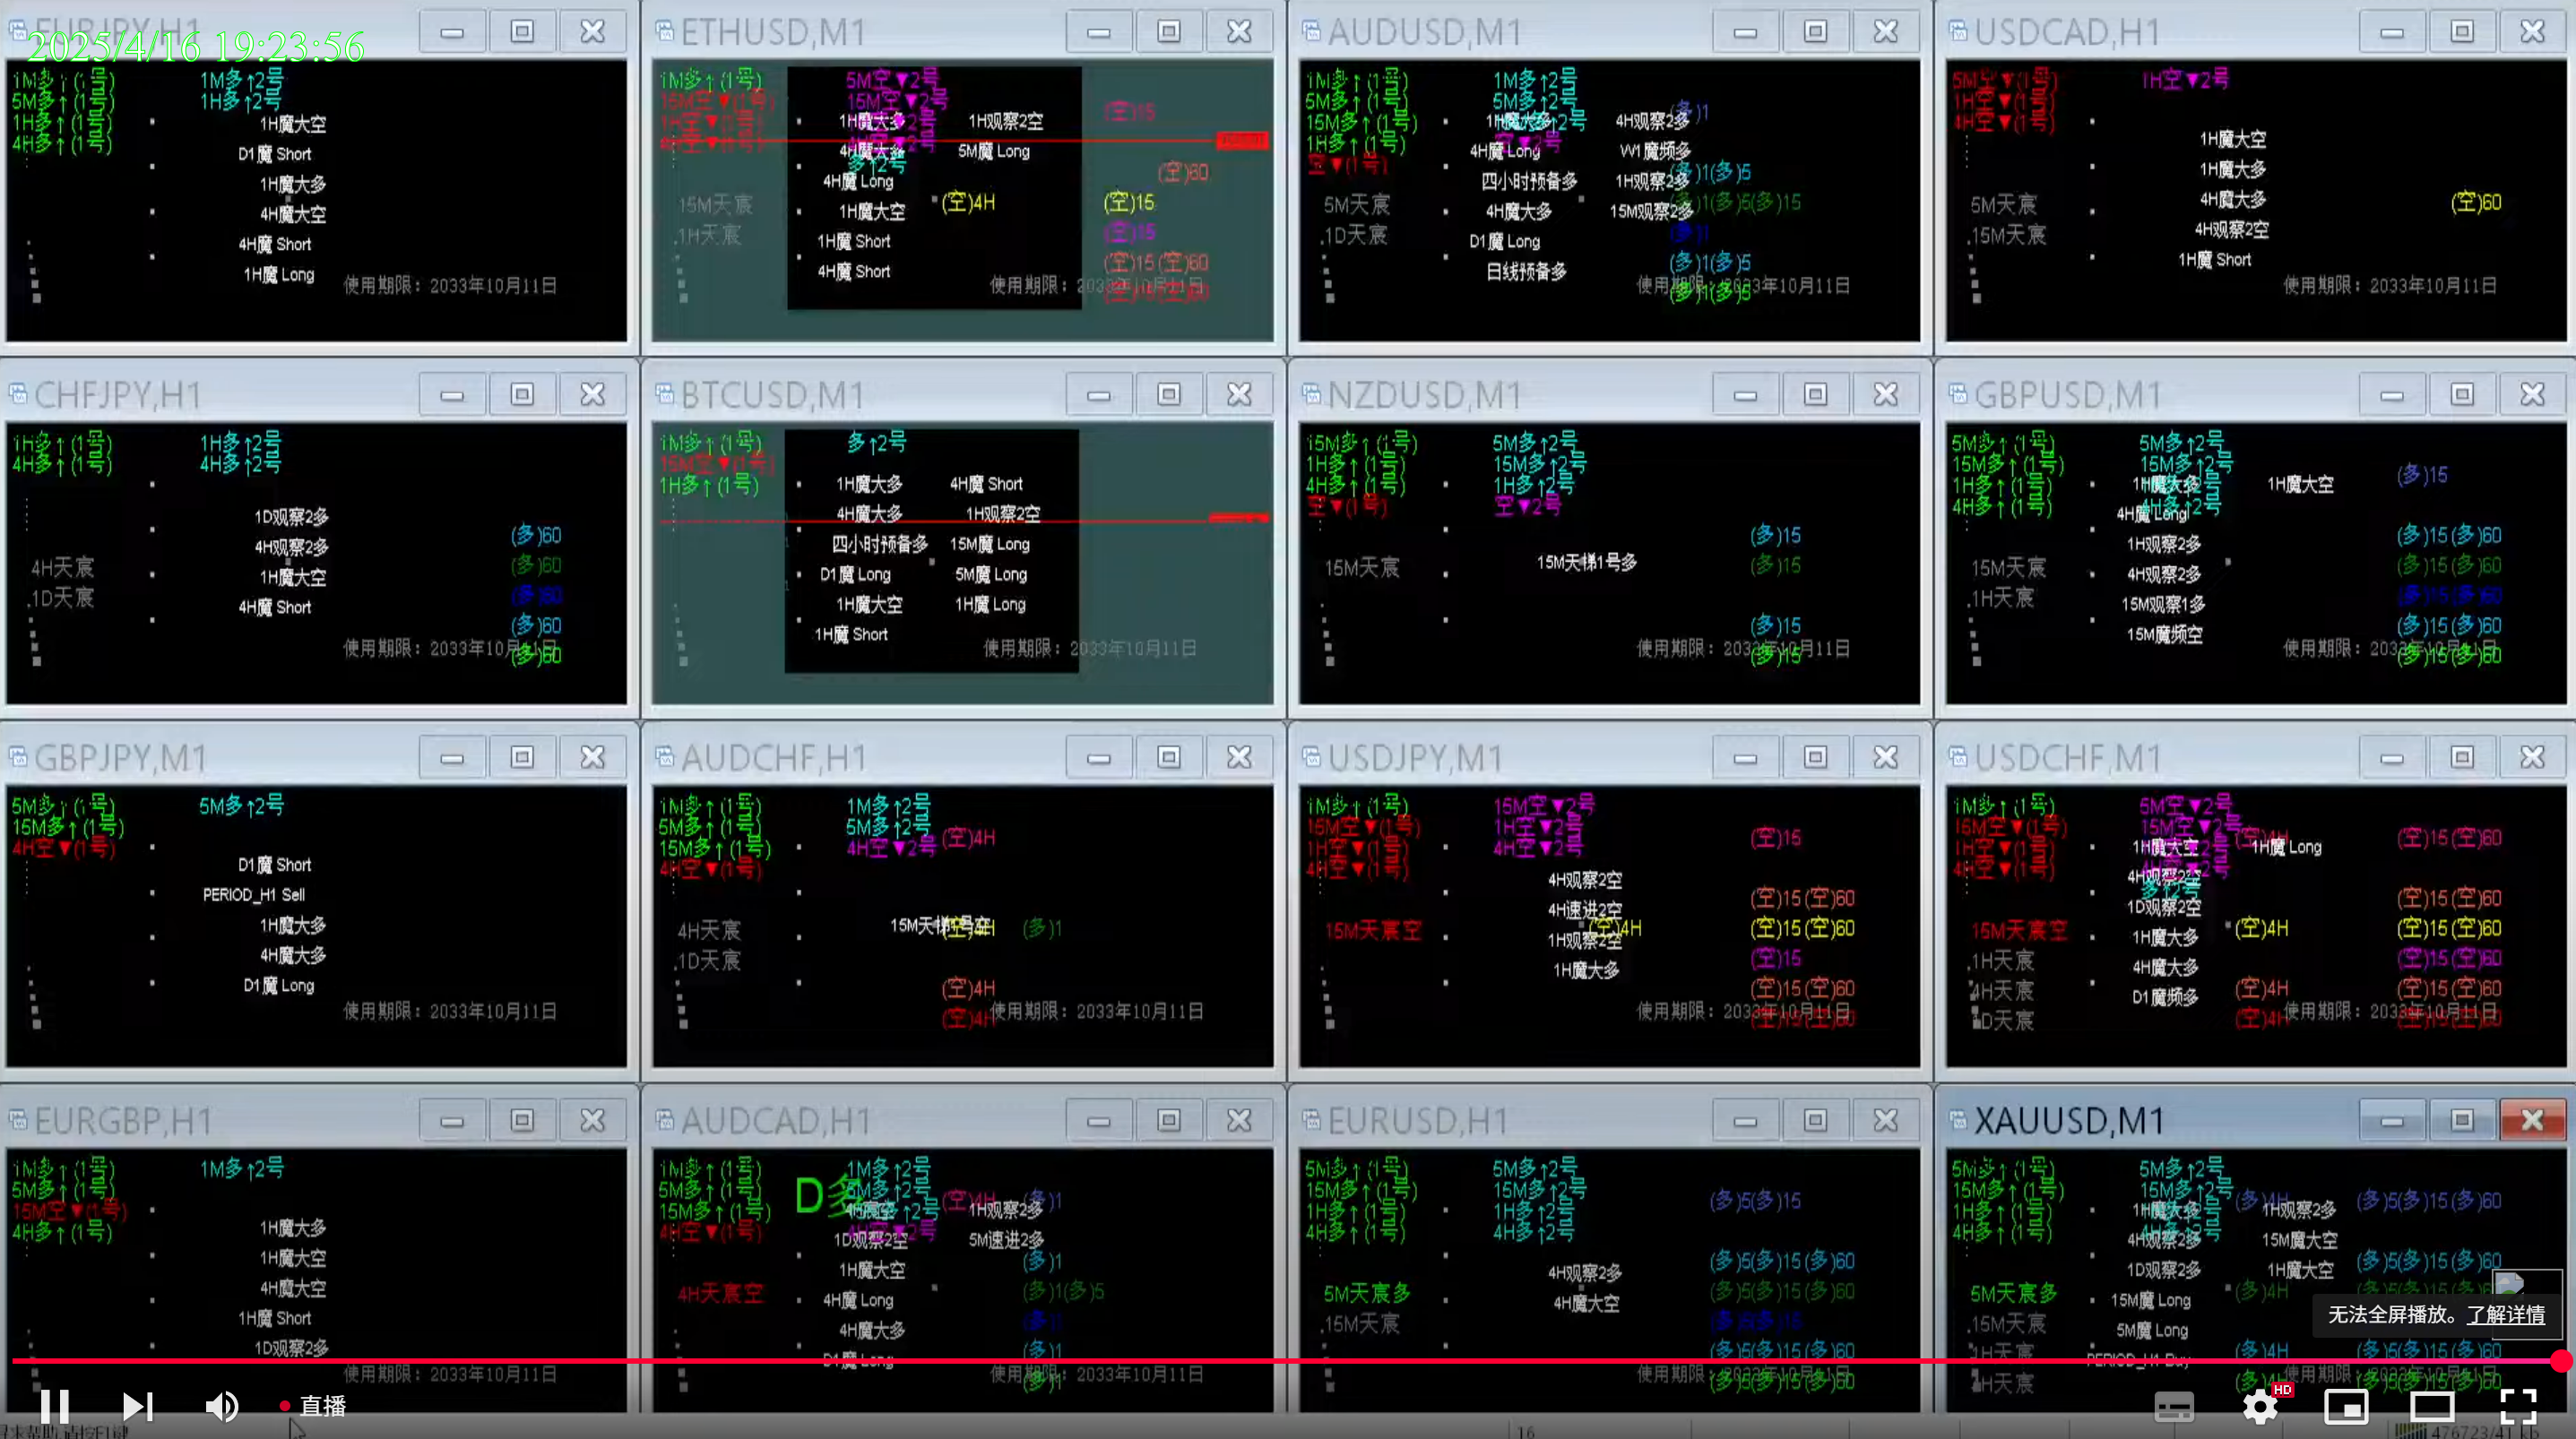 EURJPY,H1
2025/4/16 19:23:56
1M多↑(1号)
5M多↑(1号)
1H多↑(1号)
4H多↑(1号)
1M多↑2号
1H多↑2号
1H魔大空
D1魔 Short
1H魔大多
4H魔大空
4H魔 Short
1H魔 Long
使用期限：2033年10月11日
ETHUSD,M1
1M多↑(1号)
15M空▼(1号)
1H空▼(1号)
4H空▼(1号)
5M空▼2号
15M空▼2号
多↑2号
1H魔大多
4H魔大多
4H魔 Long
1H魔大空
1H魔 Short
4H魔 Short
1H观察2空
5M魔 Long
(空)4H
15M天宸
.1H天宸
(空)15
(空)60
(空)15
(空)15
(空)15(空)60
(空)15(空)60
使用期限：2033年10月11日
AUDUSD,M1
1M多↑(1号)
5M多↑(1号)
15M多↑(1号)
1H多↑(1号)
空▼(1号)
1M多↑2号
5M多↑2号
1H魔大多
4H魔 Long
四小时预备多
4H魔大多
D1魔 Long
日线预备多
4H观察2多
W1魔频多
1H观察2多
15M观察2多
5M天宸
.1D天宸
(多)1
(多)1(多)5
(多)1(多)5(多)15
(多)1
(多)1(多)5
(多)1(多)5
使用期限：2033年10月11日
USDCAD,H1
5M空▼(1号)
1H空▼(1号)
4H空▼(1号)
1H空▼2号
1H魔大空
1H魔大多
4H魔大多
4H观察2空
1H魔 Short
5M天宸
.15M天宸
(空)60
使用期限：2033年10月11日
CHFJPY,H1
1H多↑(1号)
4H多↑(1号)
1H多↑2号
4H多↑2号
1D观察2多
4H观察2多
1H魔大空
4H魔 Short
4H天宸
.1D天宸
(多)60
(多)60
(多)60
(多)60
(多)60
使用期限：2033年10月11日
BTCUSD,M1
1M多↑(1号)
15M空▼(1号)
1H多↑(1号)
多↑2号
1H魔大多
4H魔大多
四小时预备多
D1魔 Long
1H魔大空
1H魔 Short
4H魔 Short
1H观察2空
15M魔 Long
5M魔 Long
1H魔 Long
使用期限：2033年10月11日
NZDUSD,M1
15M多↑(1号)
1H多↑(1号)
4H多↑(1号)
空▼(1号)
5M多↑2号
15M多↑2号
1H多↑2号
空▼2号
15M天梯1号多
15M天宸
(多)15
(多)15
(多)15
(多)15
使用期限：2033年10月11日
GBPUSD,M1
5M多↑(1号)
15M多↑(1号)
1H多↑(1号)
4H多↑(1号)
5M多↑2号
15M多↑2号
1H魔大多
4H魔 Long
1H观察2多
4H观察2多
15M观察1多
15M魔频空
1H魔大空
15M天宸
.1H天宸
(多)15
(多)15(多)60
(多)15(多)60
(多)15(多)60
(多)15(多)60
(多)15(多)60
使用期限：2033年10月11日
GBPJPY,M1
5M多↑(1号)
15M多↑(1号)
4H空▼(1号)
5M多↑2号
D1魔 Short
PERIOD_H1 Sell
1H魔大多
4H魔大多
D1魔 Long
使用期限：2033年10月11日
AUDCHF,H1
1M多↑(1号)
5M多↑(1号)
15M多↑(1号)
4H空▼(1号)
1M多↑2号
5M多↑2号
4H空▼2号
(空)4H
(空)4H
(多)1
4H天宸
.1D天宸
(空)4H
(空)4H
使用期限：2033年10月11日
USDJPY,M1
1M多↑(1号)
15M空▼(1号)
1H空▼(1号)
4H空▼(1号)
15M空▼2号
1H空▼2号
4H空▼2号
4H观察2空
4H速进2空
1H观察2空
1H魔大多
(空)4H
15M天宸空
(空)15
(空)15(空)60
(空)15(空)60
(空)15
(空)15(空)60
(空)15(空)60
使用期限：2033年10月11日
USDCHF,M1
1M多↑(1号)
15M空▼(1号)
1H空▼(1号)
4H空▼(1号)
5M空▼2号
15M空▼2号
多↑2号
1H魔大空
4H观察2空
1D观察2空
1H魔大多
4H魔大多
D1魔频多
1H魔 Long
15M天宸空
.1H天宸
4H天宸
1D天宸
(空)4H
(空)4H
(空)4H
(空)4H
(空)15(空)60
(空)15(空)60
(空)15(空)60
(空)15(空)60
(空)15(空)60
(空)15(空)60
使用期限：2033年10月11日
EURGBP,H1
1M多↑(1号)
5M多↑(1号)
15M空▼(1号)
4H多↑(1号)
1M多↑2号
1H魔大多
1H魔大空
4H魔大空
1H魔 Short
1D观察2多
使用期限：2033年10月11日
AUDCAD,H1
1M多↑(1号)
5M多↑(1号)
15M多↑(1号)
4H空▼(1号)
D多
1M多↑2号
5M多↑2号
1D观察2空
1H魔大空
4H魔 Long
4H魔大多
D1魔 Long
1H观察2多
5M速进2多
4H天宸空
(空)4H
(多)1
(多)1
(多)1(多)5
(多)1
(多)1
(多)1
使用期限：2033年10月11日
EURUSD,H1
5M多↑(1号)
15M多↑(1号)
1H多↑(1号)
4H多↑(1号)
5M多↑2号
15M多↑2号
1H多↑2号
4H多↑2号
4H观察2多
4H魔大空
5M天宸多
.15M天宸
(多)5(多)15
(多)5(多)15(多)60
(多)5(多)15(多)60
(多)5(多)15
(多)5(多)15(多)60
(多)5(多)15(多)60
使用期限：2033年10月11日
XAUUSD,M1
5M多↑(1号)
15M多↑(1号)
1H多↑(1号)
4H多↑(1号)
5M多↑2号
15M多↑2号
1H魔大多
4H观察2多
1D观察2多
15M魔 Long
5M魔 Long
PERIOD_H1 Buy
1H观察2多
15M魔大空
1H魔大空
5M天宸多
.15M天宸
1H天宸
4H天宸
(多)4H
(多)4H
(多)4H
(多)4H
(多)5(多)15(多)60
(多)5(多)15(多)60
(多)5(多)15(多)60
(多)5(多)15(多)60
使用期限：2033年10月11日
无法全屏播放。了解详情
直播
HD
16